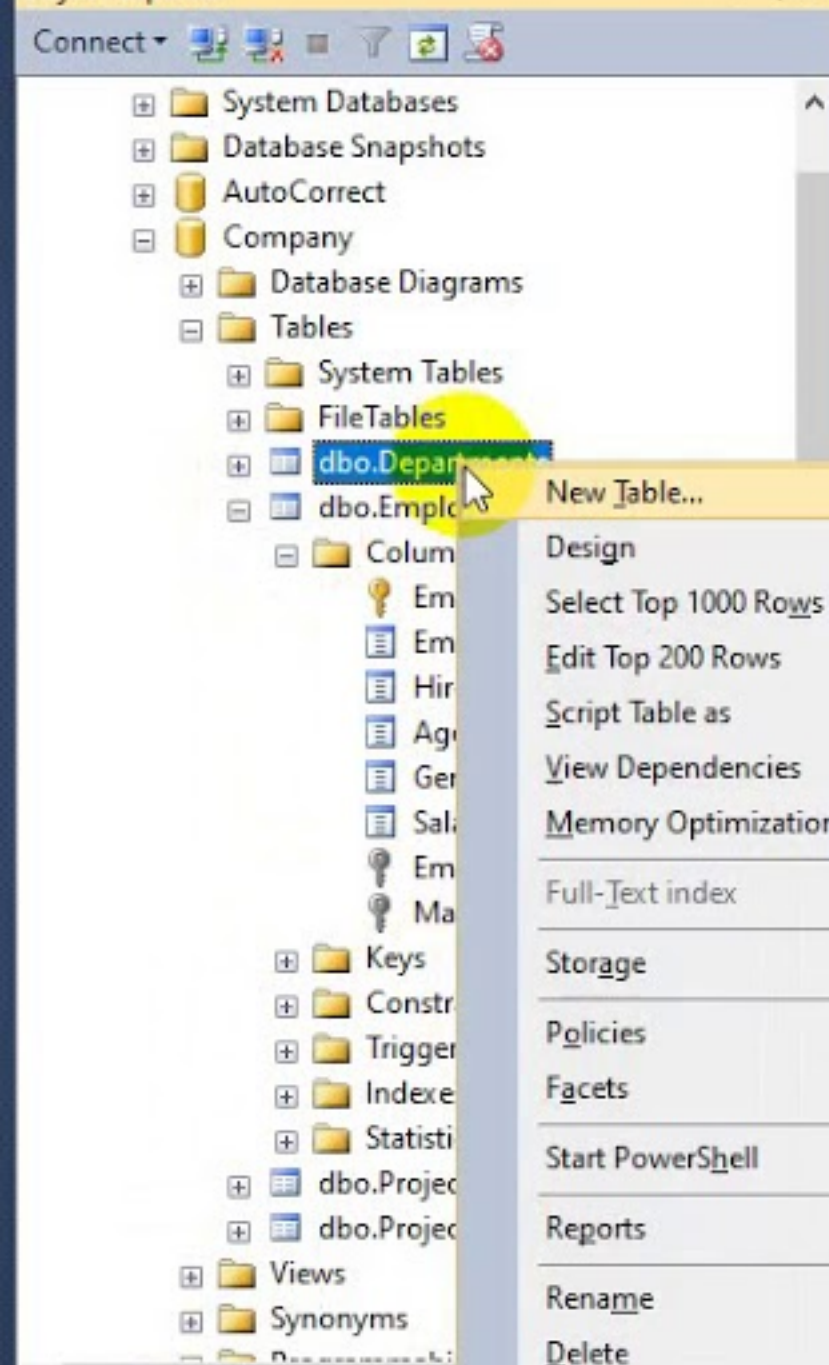 Connect
System Databases
Database Snapshots
AutoCorrect
Company
Database Diagrams
Tables
System Tables
FileTables
dbo.Departments
dbo.Emplo
Colum
Em
Em
Hir
Ag
Ger
Sala
Em
Ma
Keys
Constr
Trigger
Indexe
Statisti
dbo.Projec
dbo.Projec
Views
Synonyms
New Table...
Design
Select Top 1000 Rows
Edit Top 200 Rows
Script Table as
View Dependencies
Memory Optimization
Full-Text index
Storage
Policies
Facets
Start PowerShell
Reports
Rename
Delete